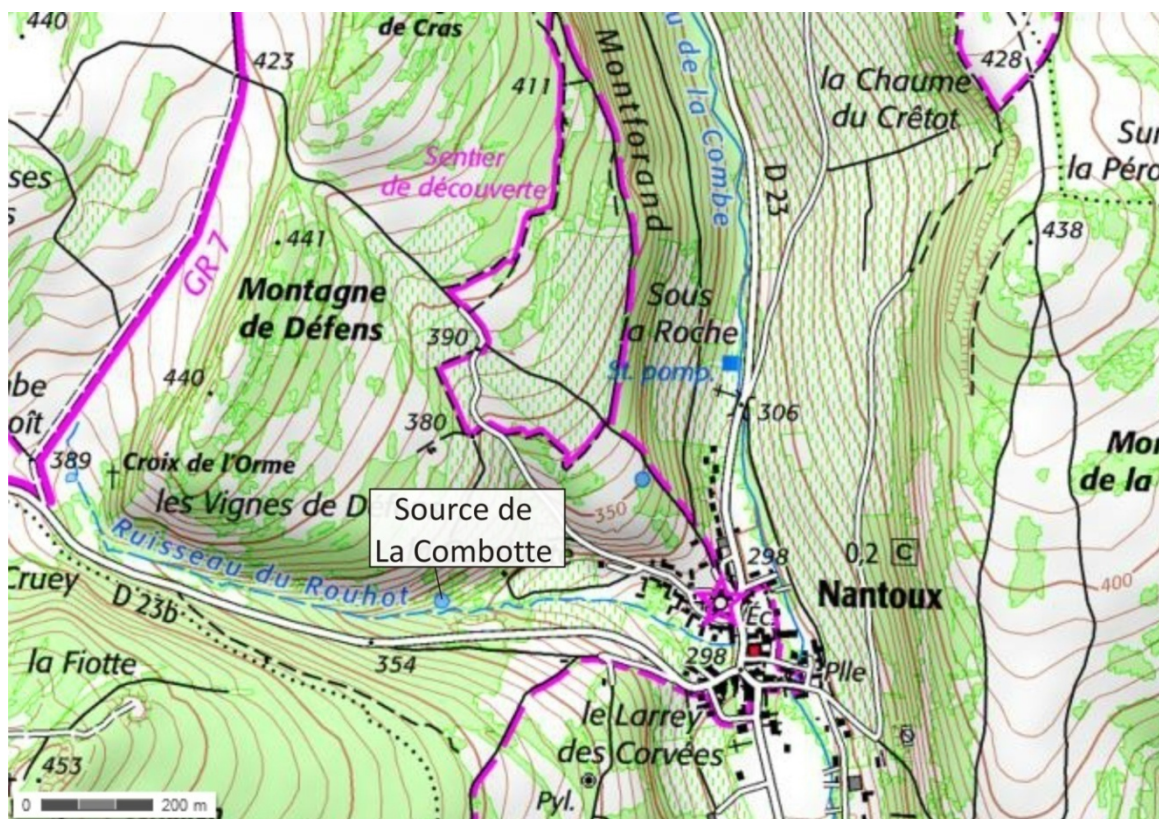 440
de Cras
423
411
Montforand
u de la Combe
D 23
428
la Chaume
du Crêtot
Sur
la Péro
ses
s
Sentier
de découverte
GR 7
441
438
Montagne
de Défens
390
Sous
la Roche
St. pomp.
306
be
oît
440
380
389
Croix de l'Orme
les Vignes de Dé
350
Mon
de la
Source de
La Combotte
Ruisseau du Rouhot
298
0,2 C
Nantoux
400
Cruey
D 23b
Éc.
354
298
Plle
la Fiotte
le Larrey
des Corvées
453
Pyl.
0 200 m